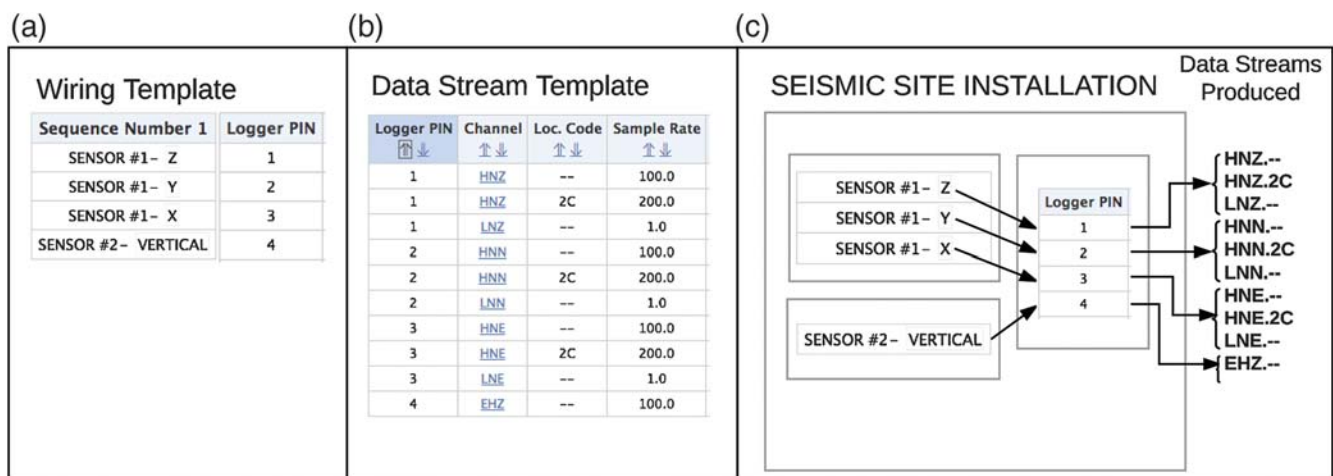 (a)
Wiring Template
Sequence Number 1 Logger PIN
SENSOR #1- Z 1
SENSOR #1- Y 2
SENSOR #1- X 3
SENSOR #2- VERTICAL 4
(b)
Data Stream Template
Logger PIN Channel Loc. Code Sample Rate
⇑⇓ ⇑⇓ ⇑⇓ ⇑⇓
1 HNZ -- 100.0
1 HNZ 2C 200.0
1 LNZ -- 1.0
2 HNN -- 100.0
2 HNN 2C 200.0
2 LNN -- 1.0
3 HNE -- 100.0
3 HNE 2C 200.0
3 LNE -- 1.0
4 EHZ -- 100.0
(c)
SEISMIC SITE INSTALLATION
Data Streams
Produced
SENSOR #1- Z
SENSOR #1- Y
SENSOR #1- X
SENSOR #2- VERTICAL
Logger PIN
1
2
3
4
HNZ.--
HNZ.2C
LNZ.--
HNN.--
HNN.2C
LNN.--
HNE.--
HNE.2C
LNE.--
EHZ.--